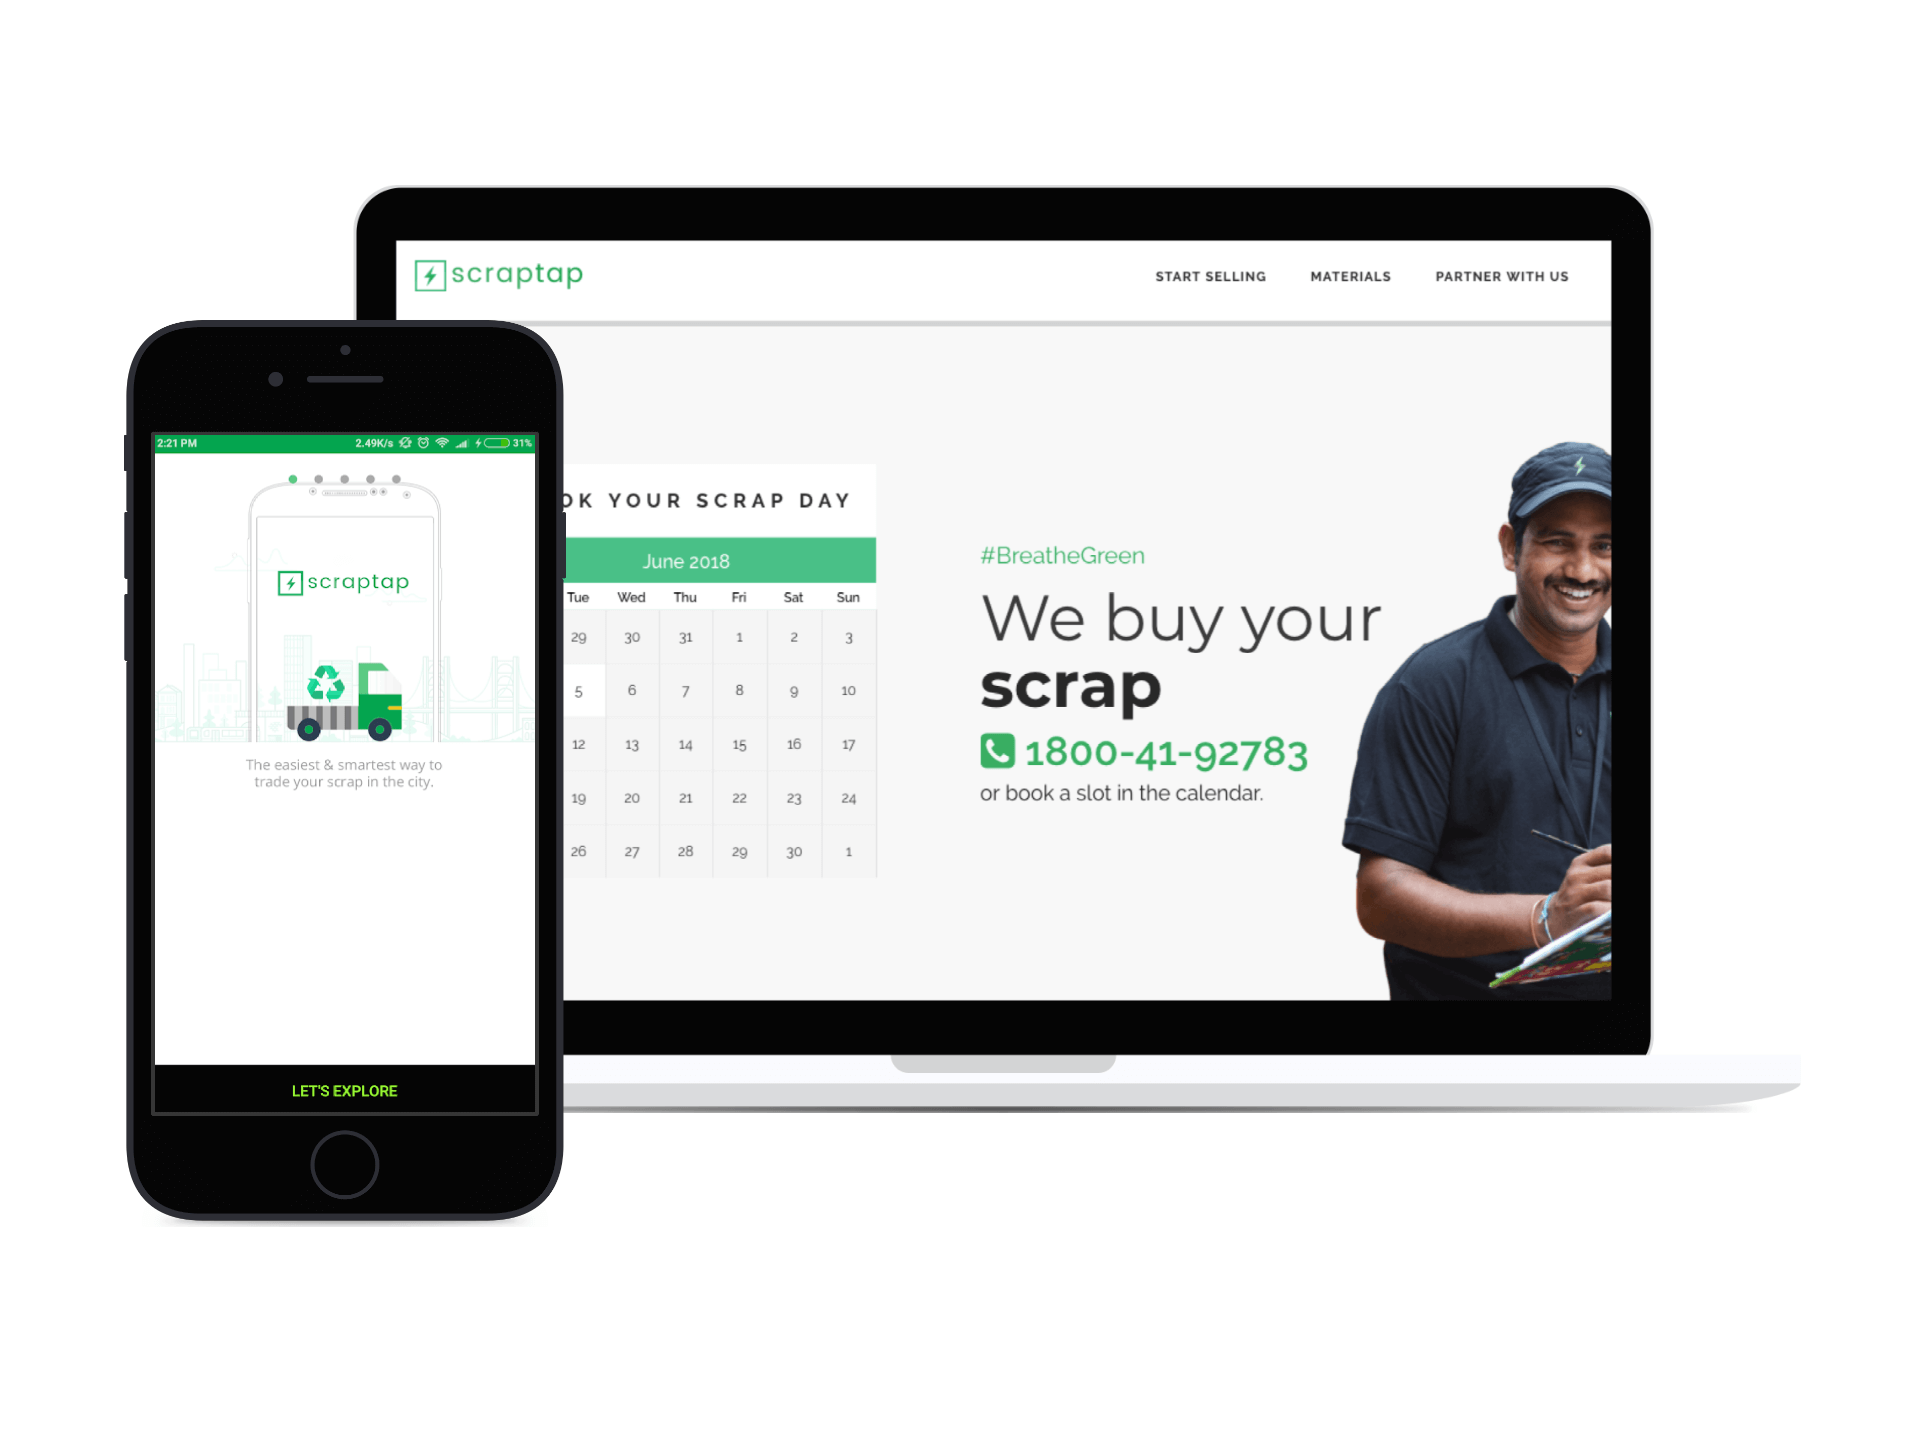 scraptap
START SELLING MATERIALS PARTNER WITH US
OK YOUR SCRAP DAY
June 2018
Tue Wed Thu Fri Sat Sun
29 30 31 1 2 3
5 6 7 8 9 10
12 13 14 15 16 17
19 20 21 22 23 24
26 27 28 29 30 1
#BreatheGreen
We buy your
scrap
1800-41-92783
or book a slot in the calendar.
2:21 PM 2.49K/s 31%
scraptap
The easiest & smartest way to
trade your scrap in the city.
LET'S EXPLORE